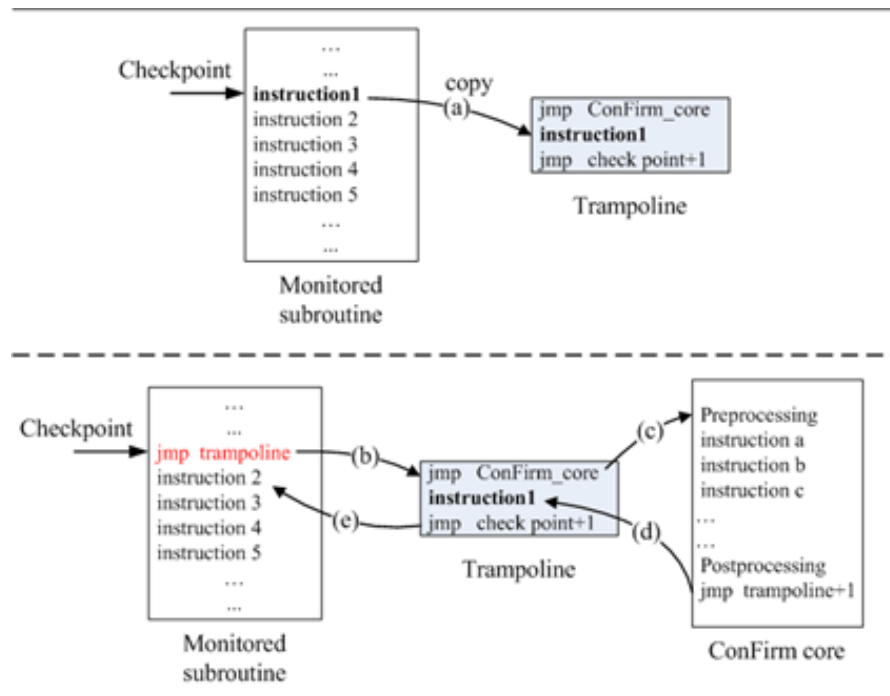 Checkpoint
...
...
instruction1
instruction 2
instruction 3
instruction 4
instruction 5
...
...
Monitored
subroutine
copy
(a)
jmp ConFirm_core
instruction1
jmp check point+1
Trampoline
Checkpoint
...
...
jmp trampoline
instruction 2
instruction 3
instruction 4
instruction 5
...
...
Monitored
subroutine
(b)
(e)
jmp ConFirm_core
instruction1
jmp check point+1
Trampoline
(c)
(d)
Preprocessing
instruction a
instruction b
instruction c
...
...
Postprocessing
jmp trampoline+1
ConFirm core